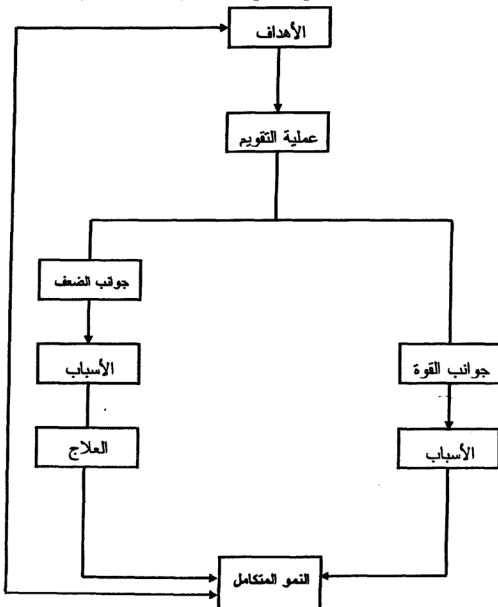 الأهداف
عملية التقويم
جوانب الضعف
الأسباب
العلاج
جوانب القوة
الأسباب
النمو المتكامل